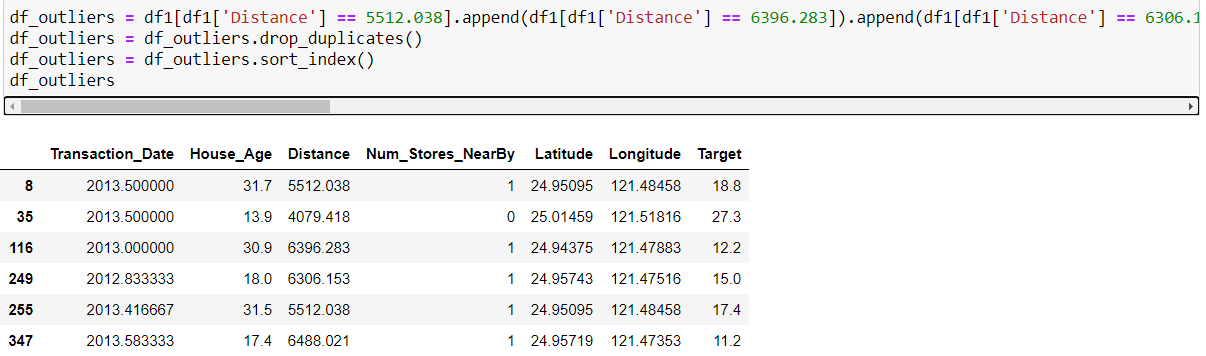 df_outliers = df1[df1['Distance'] == 5512.038].append(df1[df1['Distance'] == 6396.283]).append(df1[df1['Distance'] == 6306.1
df_outliers = df_outliers.drop_duplicates()
df_outliers = df_outliers.sort_index()
df_outliers
Transaction_Date House_Age Distance Num_Stores_NearBy Latitude Longitude Target
8 2013.500000 31.7 5512.038 1 24.95095 121.48458 18.8
35 2013.500000 13.9 4079.418 0 25.01459 121.51816 27.3
116 2013.000000 30.9 6396.283 1 24.94375 121.47883 12.2
249 2012.833333 18.0 6306.153 1 24.95743 121.47516 15.0
255 2013.416667 31.5 5512.038 1 24.95095 121.48458 17.4
347 2013.583333 17.4 6488.021 1 24.95719 121.47353 11.2